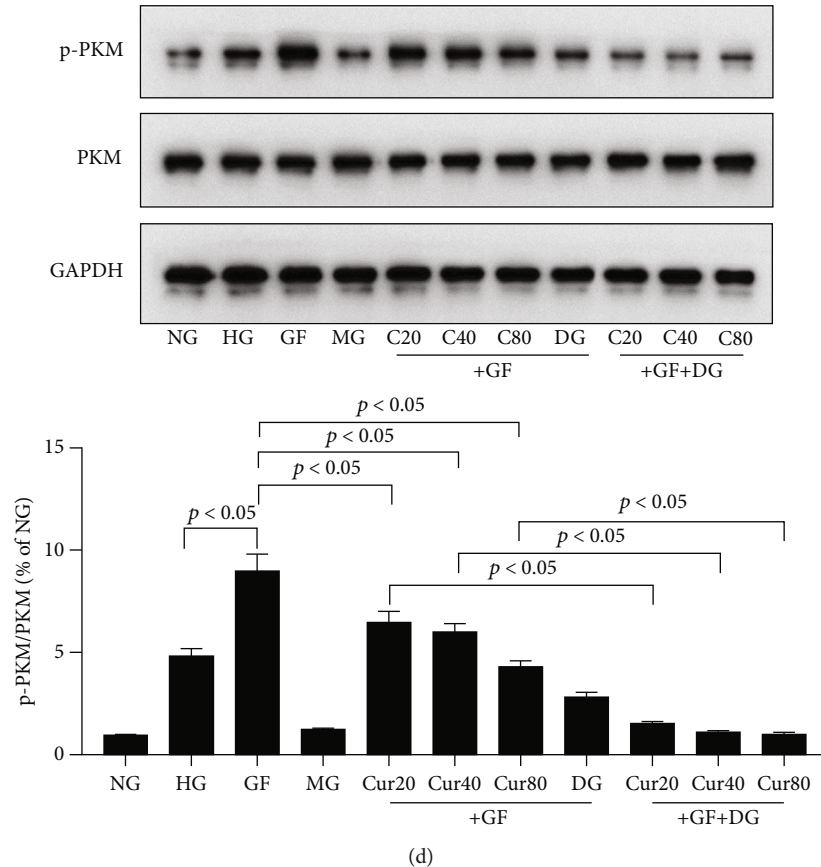 p-PKM
PKM
GAPDH
NG HG GF MG C20 C40 C80 DG C20 C40 C80
+GF +GF+DG
p < 0.05
p < 0.05
p < 0.05
p < 0.05
p < 0.05
p < 0.05
p < 0.05
15
10
5
0
p-PKM/PKM (% of NG)
NG HG GF MG Cur20 Cur40 Cur80 DG Cur20 Cur40 Cur80
+GF +GF+DG
(d)